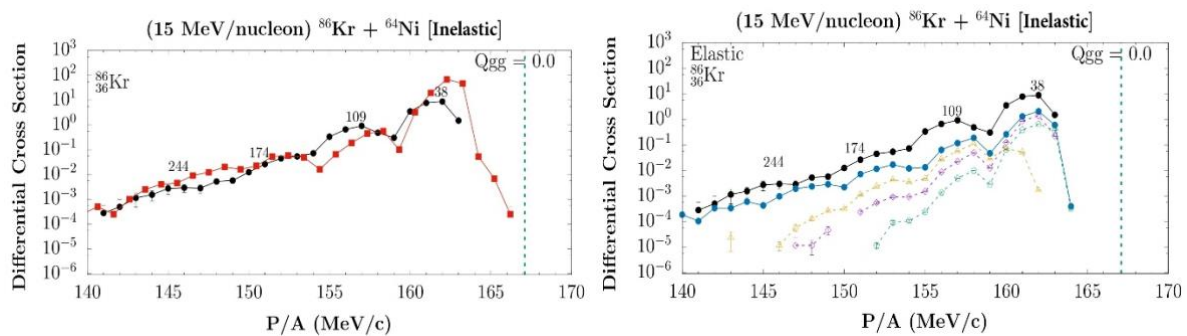 (15 MeV/nucleon) ⁸⁶Kr + ⁶⁴Ni [Inelastic]
Differential Cross Section
10³
10²
10¹
10⁰
10⁻¹
10⁻²
10⁻³
10⁻⁴
10⁻⁵
10⁻⁶
⁸⁶₃₆Kr
Qgg = 0.0
244
174
109
38
140 145 150 155 160 165 170
P/A (MeV/c)
(15 MeV/nucleon) ⁸⁶Kr + ⁶⁴Ni [Inelastic]
Differential Cross Section
10³
10²
10¹
10⁰
10⁻¹
10⁻²
10⁻³
10⁻⁴
10⁻⁵
10⁻⁶
Elastic
⁸⁶₃₆Kr
Qgg = 0.0
244
174
109
38
140 145 150 155 160 165 170
P/A (MeV/c)